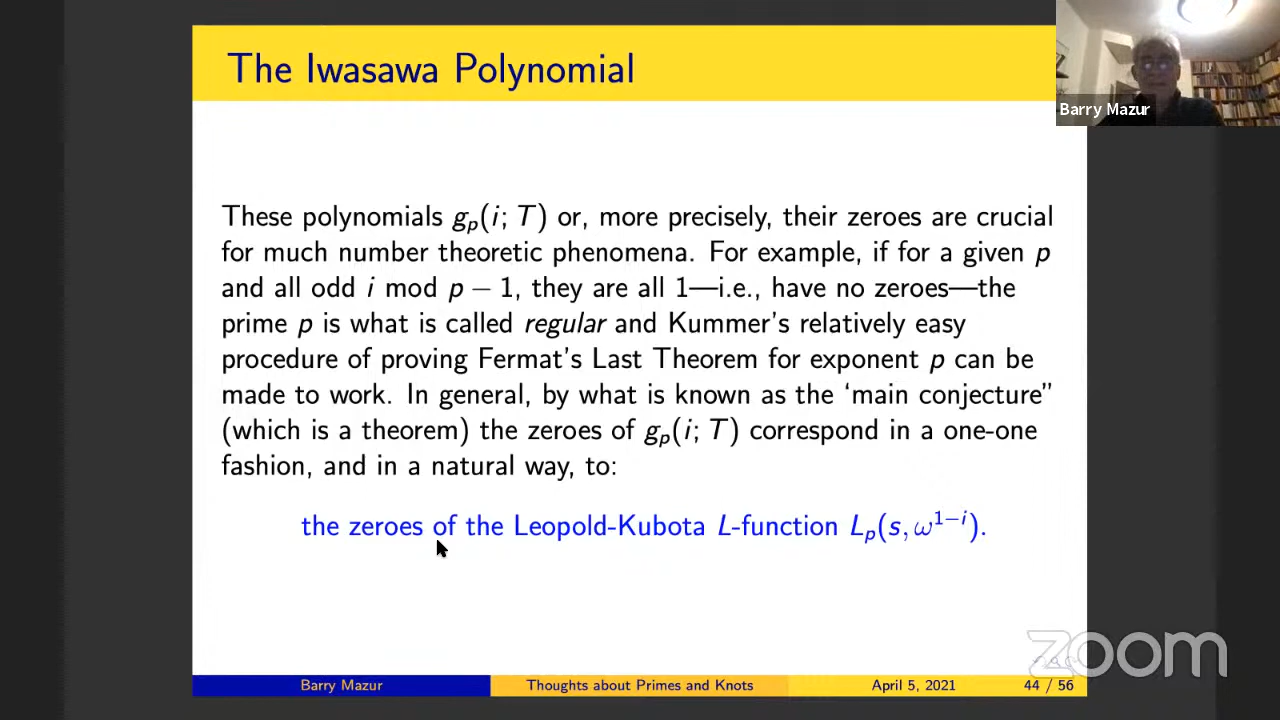 The Iwasawa Polynomial
Barry Mazur
These polynomials gₚ(i; T) or, more precisely, their zeroes are crucial
for much number theoretic phenomena. For example, if for a given p
and all odd i mod p − 1, they are all 1—i.e., have no zeroes—the
prime p is what is called regular and Kummer's relatively easy
procedure of proving Fermat's Last Theorem for exponent p can be
made to work. In general, by what is known as the 'main conjecture"
(which is a theorem) the zeroes of gₚ(i; T) correspond in a one-one
fashion, and in a natural way, to:
the zeroes of the Leopold-Kubota L-function Lₚ(s, ω¹⁻ⁱ).
zoom
Barry Mazur Thoughts about Primes and Knots April 5, 2021 44 / 56